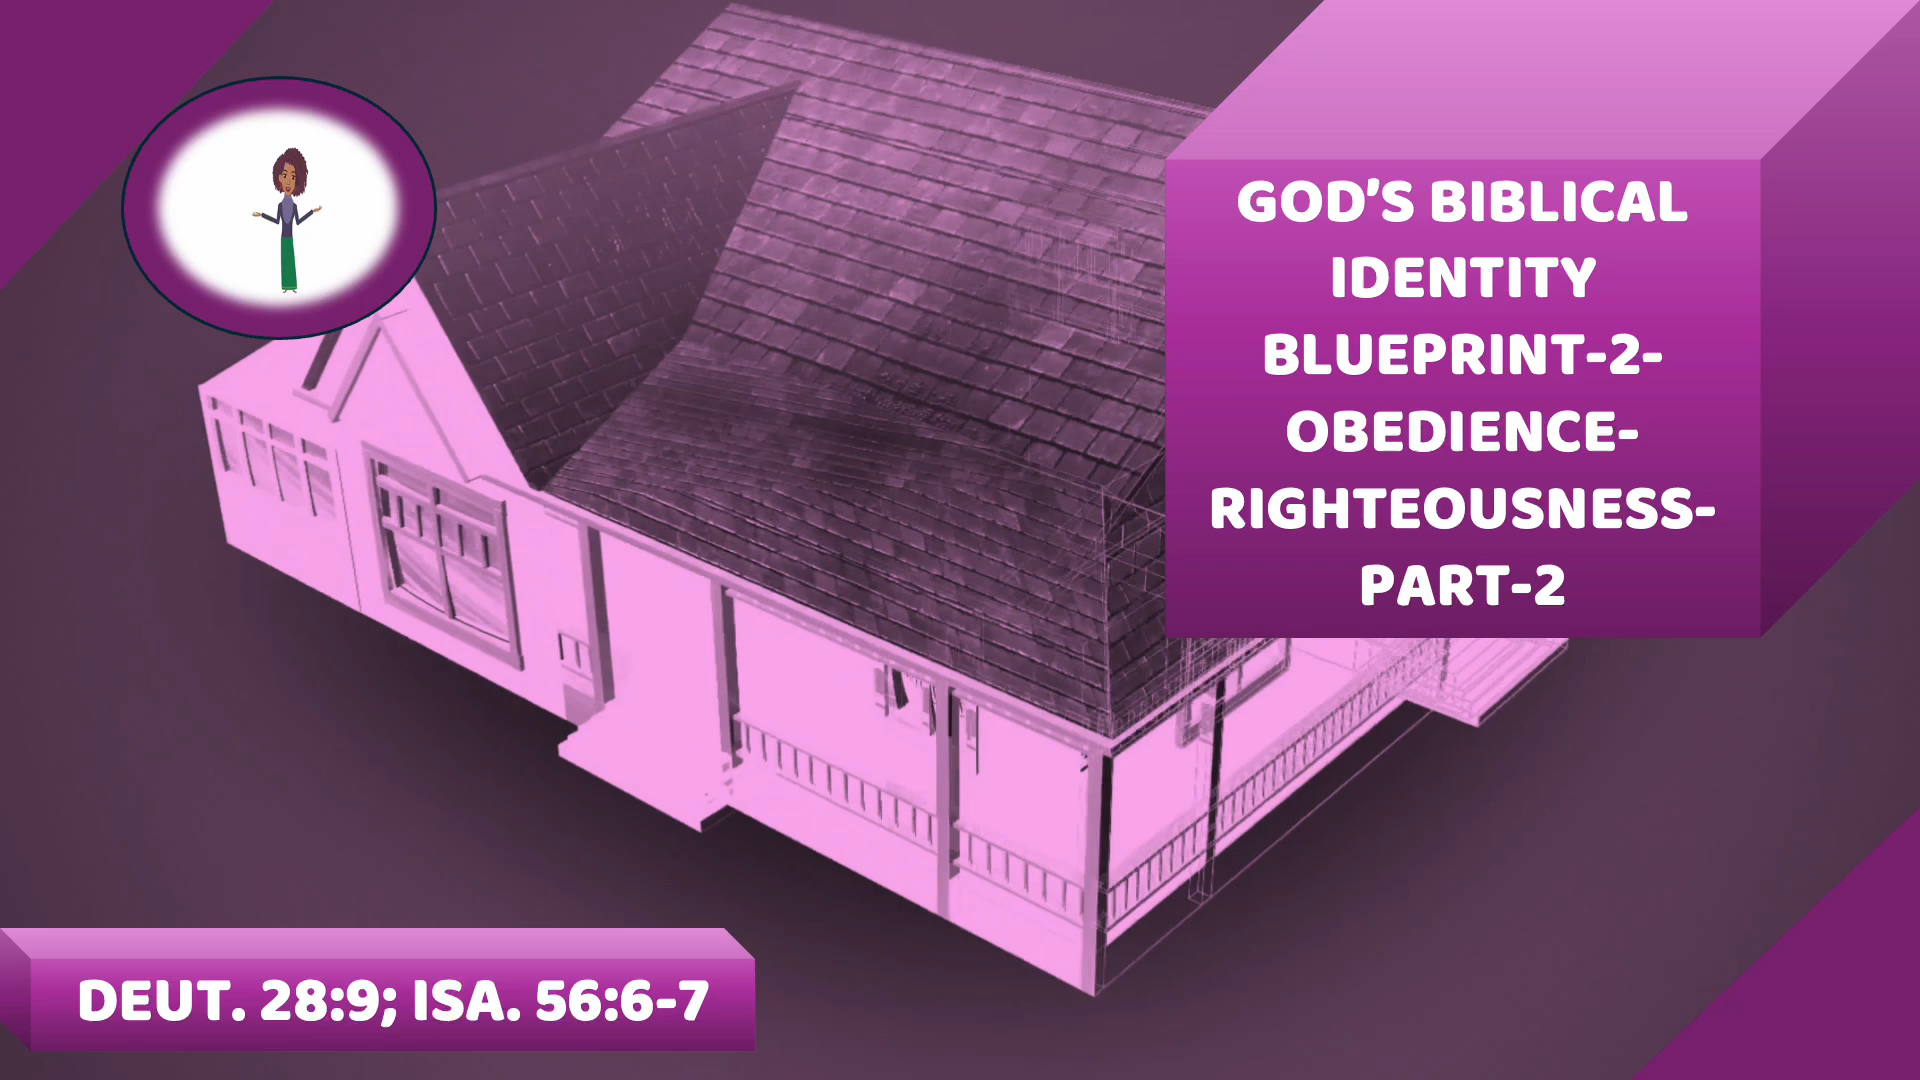 GOD'S BIBLICAL
IDENTITY
BLUEPRINT-2-
OBEDIENCE-
RIGHTEOUSNESS-
PART-2
DEUT. 28:9; ISA. 56:6-7